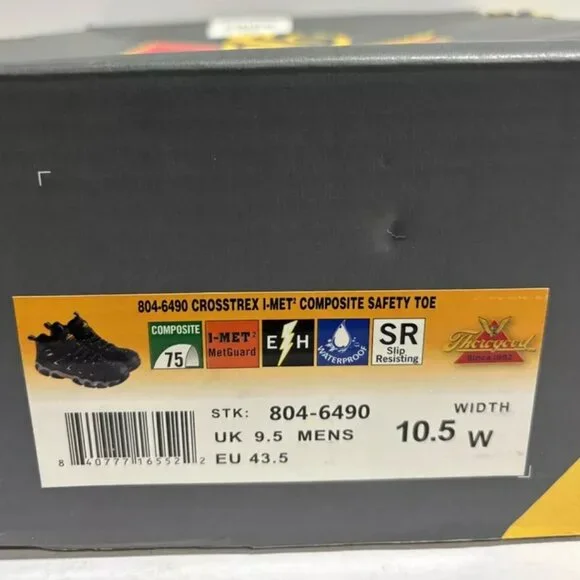 804-6490 CROSSTREX I-MET² COMPOSITE SAFETY TOE
COMPOSITE
75
I-MET²
MetGuard
E H
WATERPROOF
SR
Slip
Resisting
Thorogood
Since 1892
STK: 804-6490
UK 9.5 MENS
EU 43.5
10.5
WIDTH
W
8 40777 16552 2